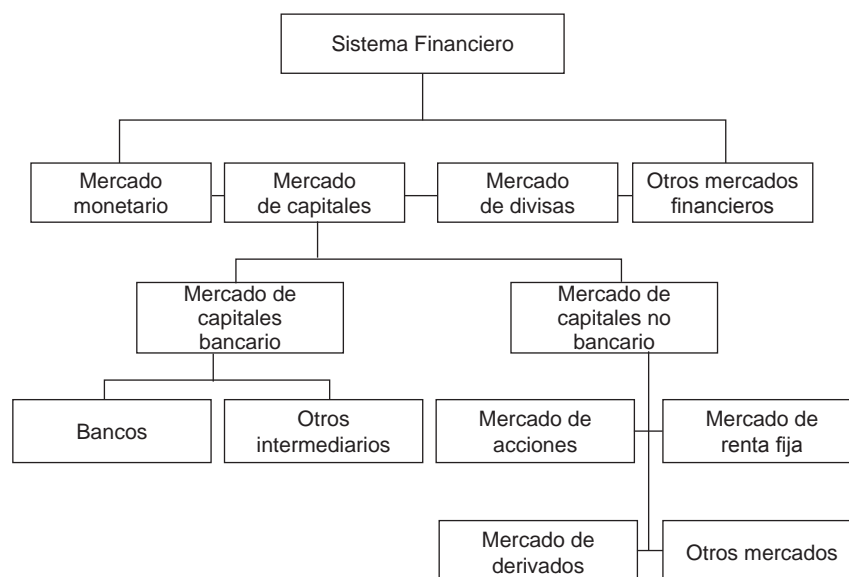 Sistema Financiero
Mercado
monetario
Mercado
de capitales
Mercado
de divisas
Otros mercados
financieros
Mercado de
capitales
bancario
Mercado de
capitales no
bancario
Bancos
Otros
intermediarios
Mercado de
acciones
Mercado de
renta fija
Mercado de
derivados
Otros mercados